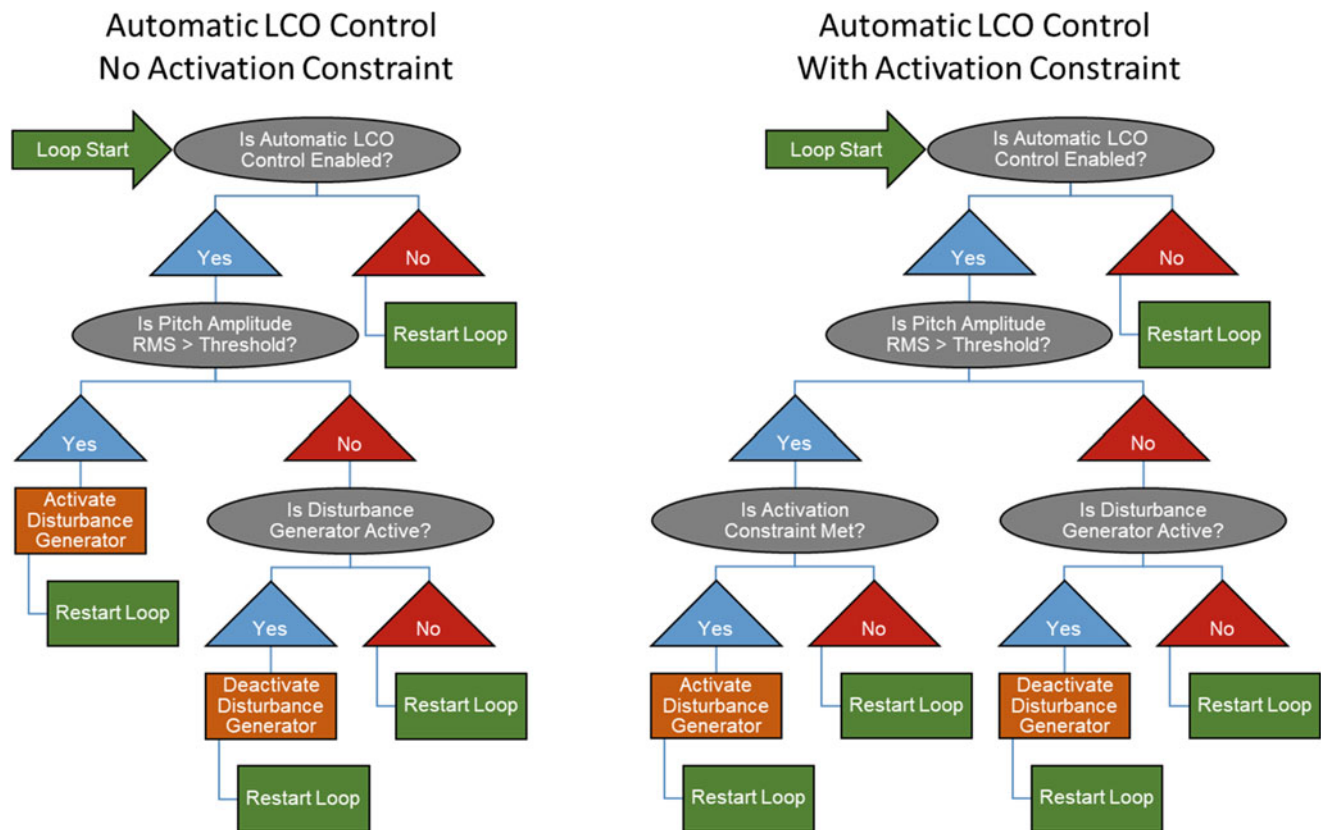 Automatic LCO Control
No Activation Constraint
Loop Start
Is Automatic LCO
Control Enabled?
Yes
No
Is Pitch Amplitude
RMS > Threshold?
Restart Loop
Yes
No
Activate
Disturbance
Generator
Is Disturbance
Generator Active?
Restart Loop
Yes
No
Deactivate
Disturbance
Generator
Restart Loop
Restart Loop
Automatic LCO Control
With Activation Constraint
Loop Start
Is Automatic LCO
Control Enabled?
Yes
No
Is Pitch Amplitude
RMS > Threshold?
Restart Loop
Yes
No
Is Activation
Constraint Met?
Is Disturbance
Generator Active?
Yes
No
Yes
No
Activate
Disturbance
Generator
Restart Loop
Deactivate
Disturbance
Generator
Restart Loop
Restart Loop
Restart Loop